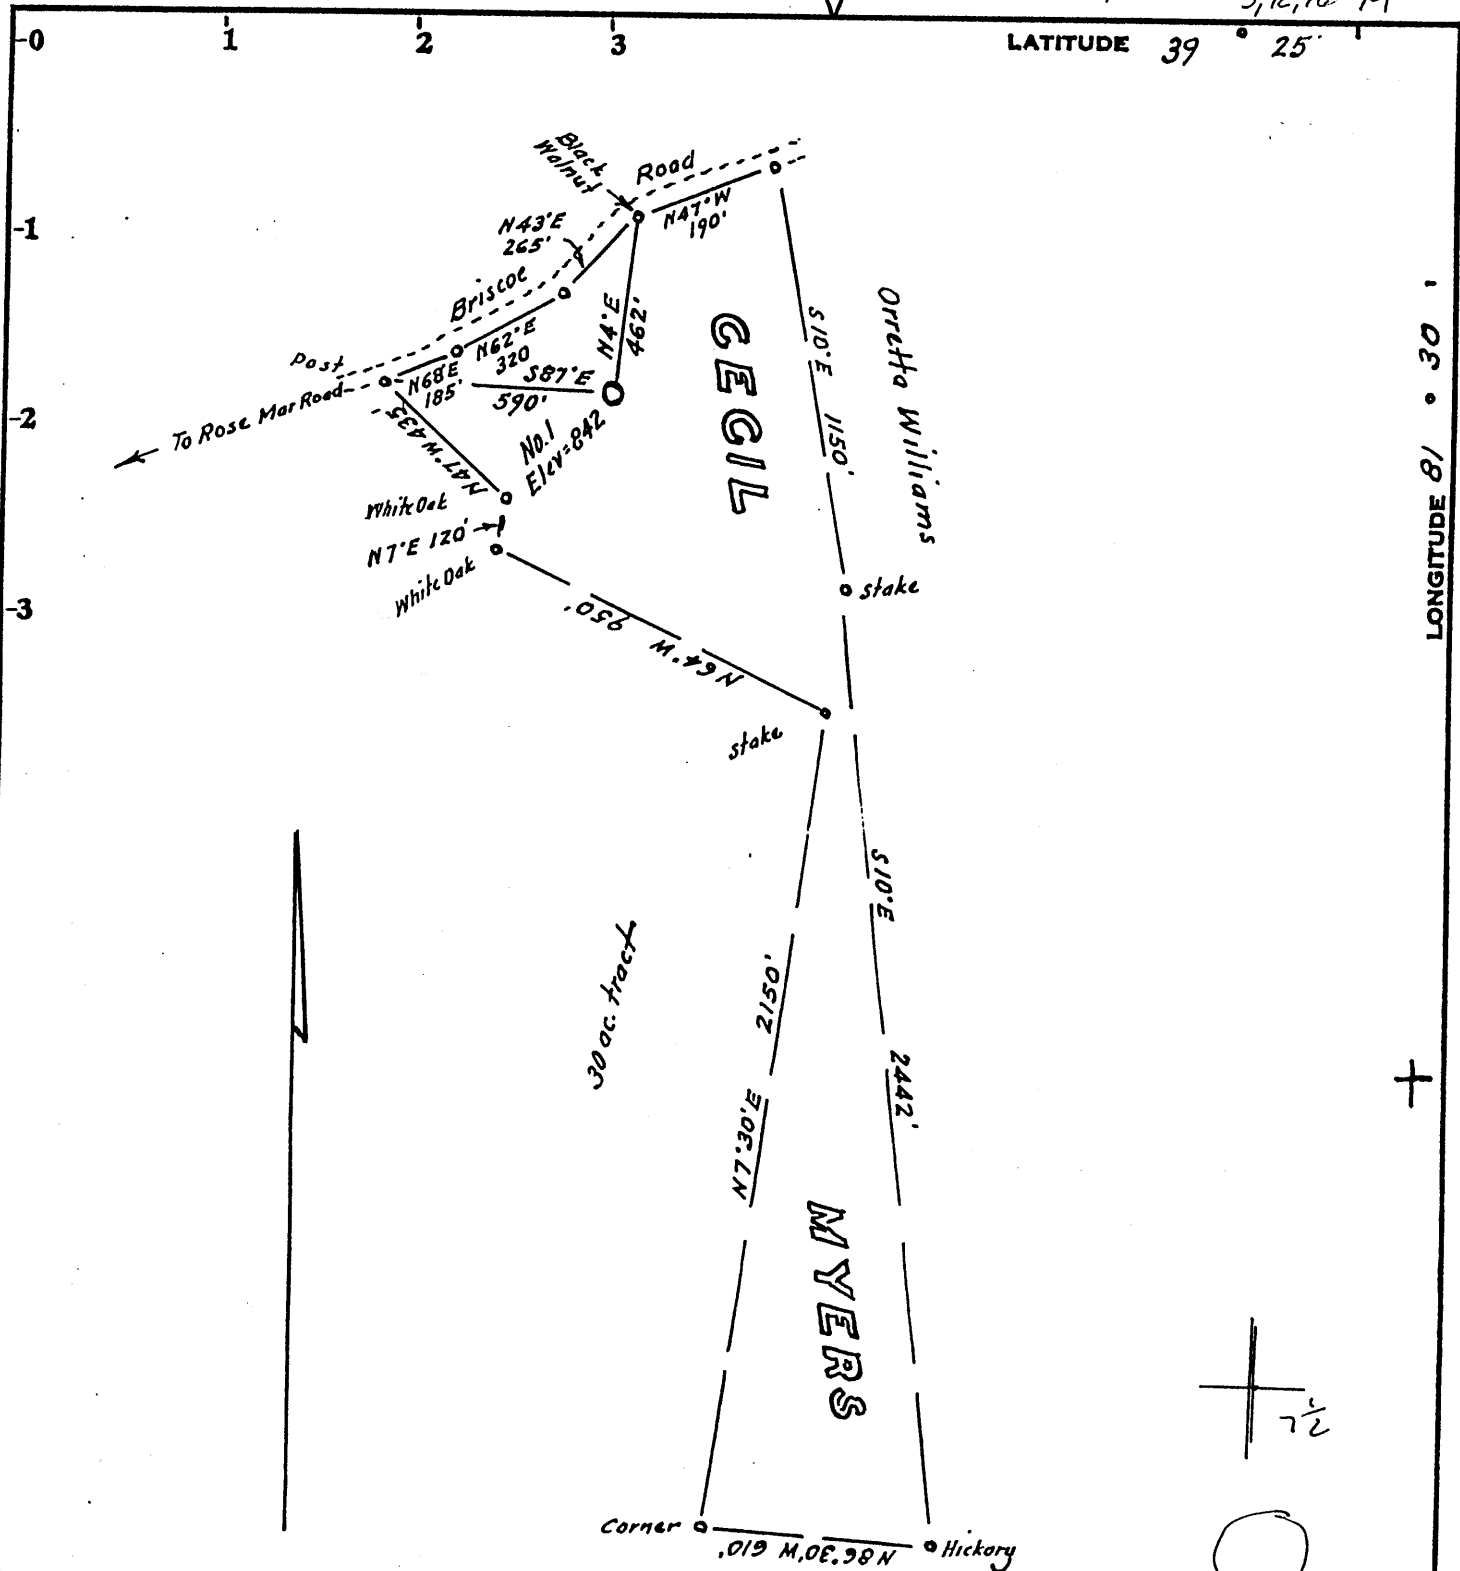 0 1 2 3
LATITUDE 39 ° 25'
Black
Walnut
Road
N47°W
190'
-1
N43°E
265'
Briscoe
N4°E
462'
CECIL
S10°E 1150'
Orretta Williams
LONGITUDE 81 ° 30 '
N62°E
320
Post
N68°E
185'
S87°E
590'
-2
To Rose Mar Road
N47°W 435'
No.1
Elev=842
White Oak
N7°E 120'
White Oak
stake
-3
N64°W 950'
stake
S10°E 2442'
30 ac. tract
N7°30'E 2150'
MYERS
7 1/2
Corner
Hickory
N86°30'W 610'